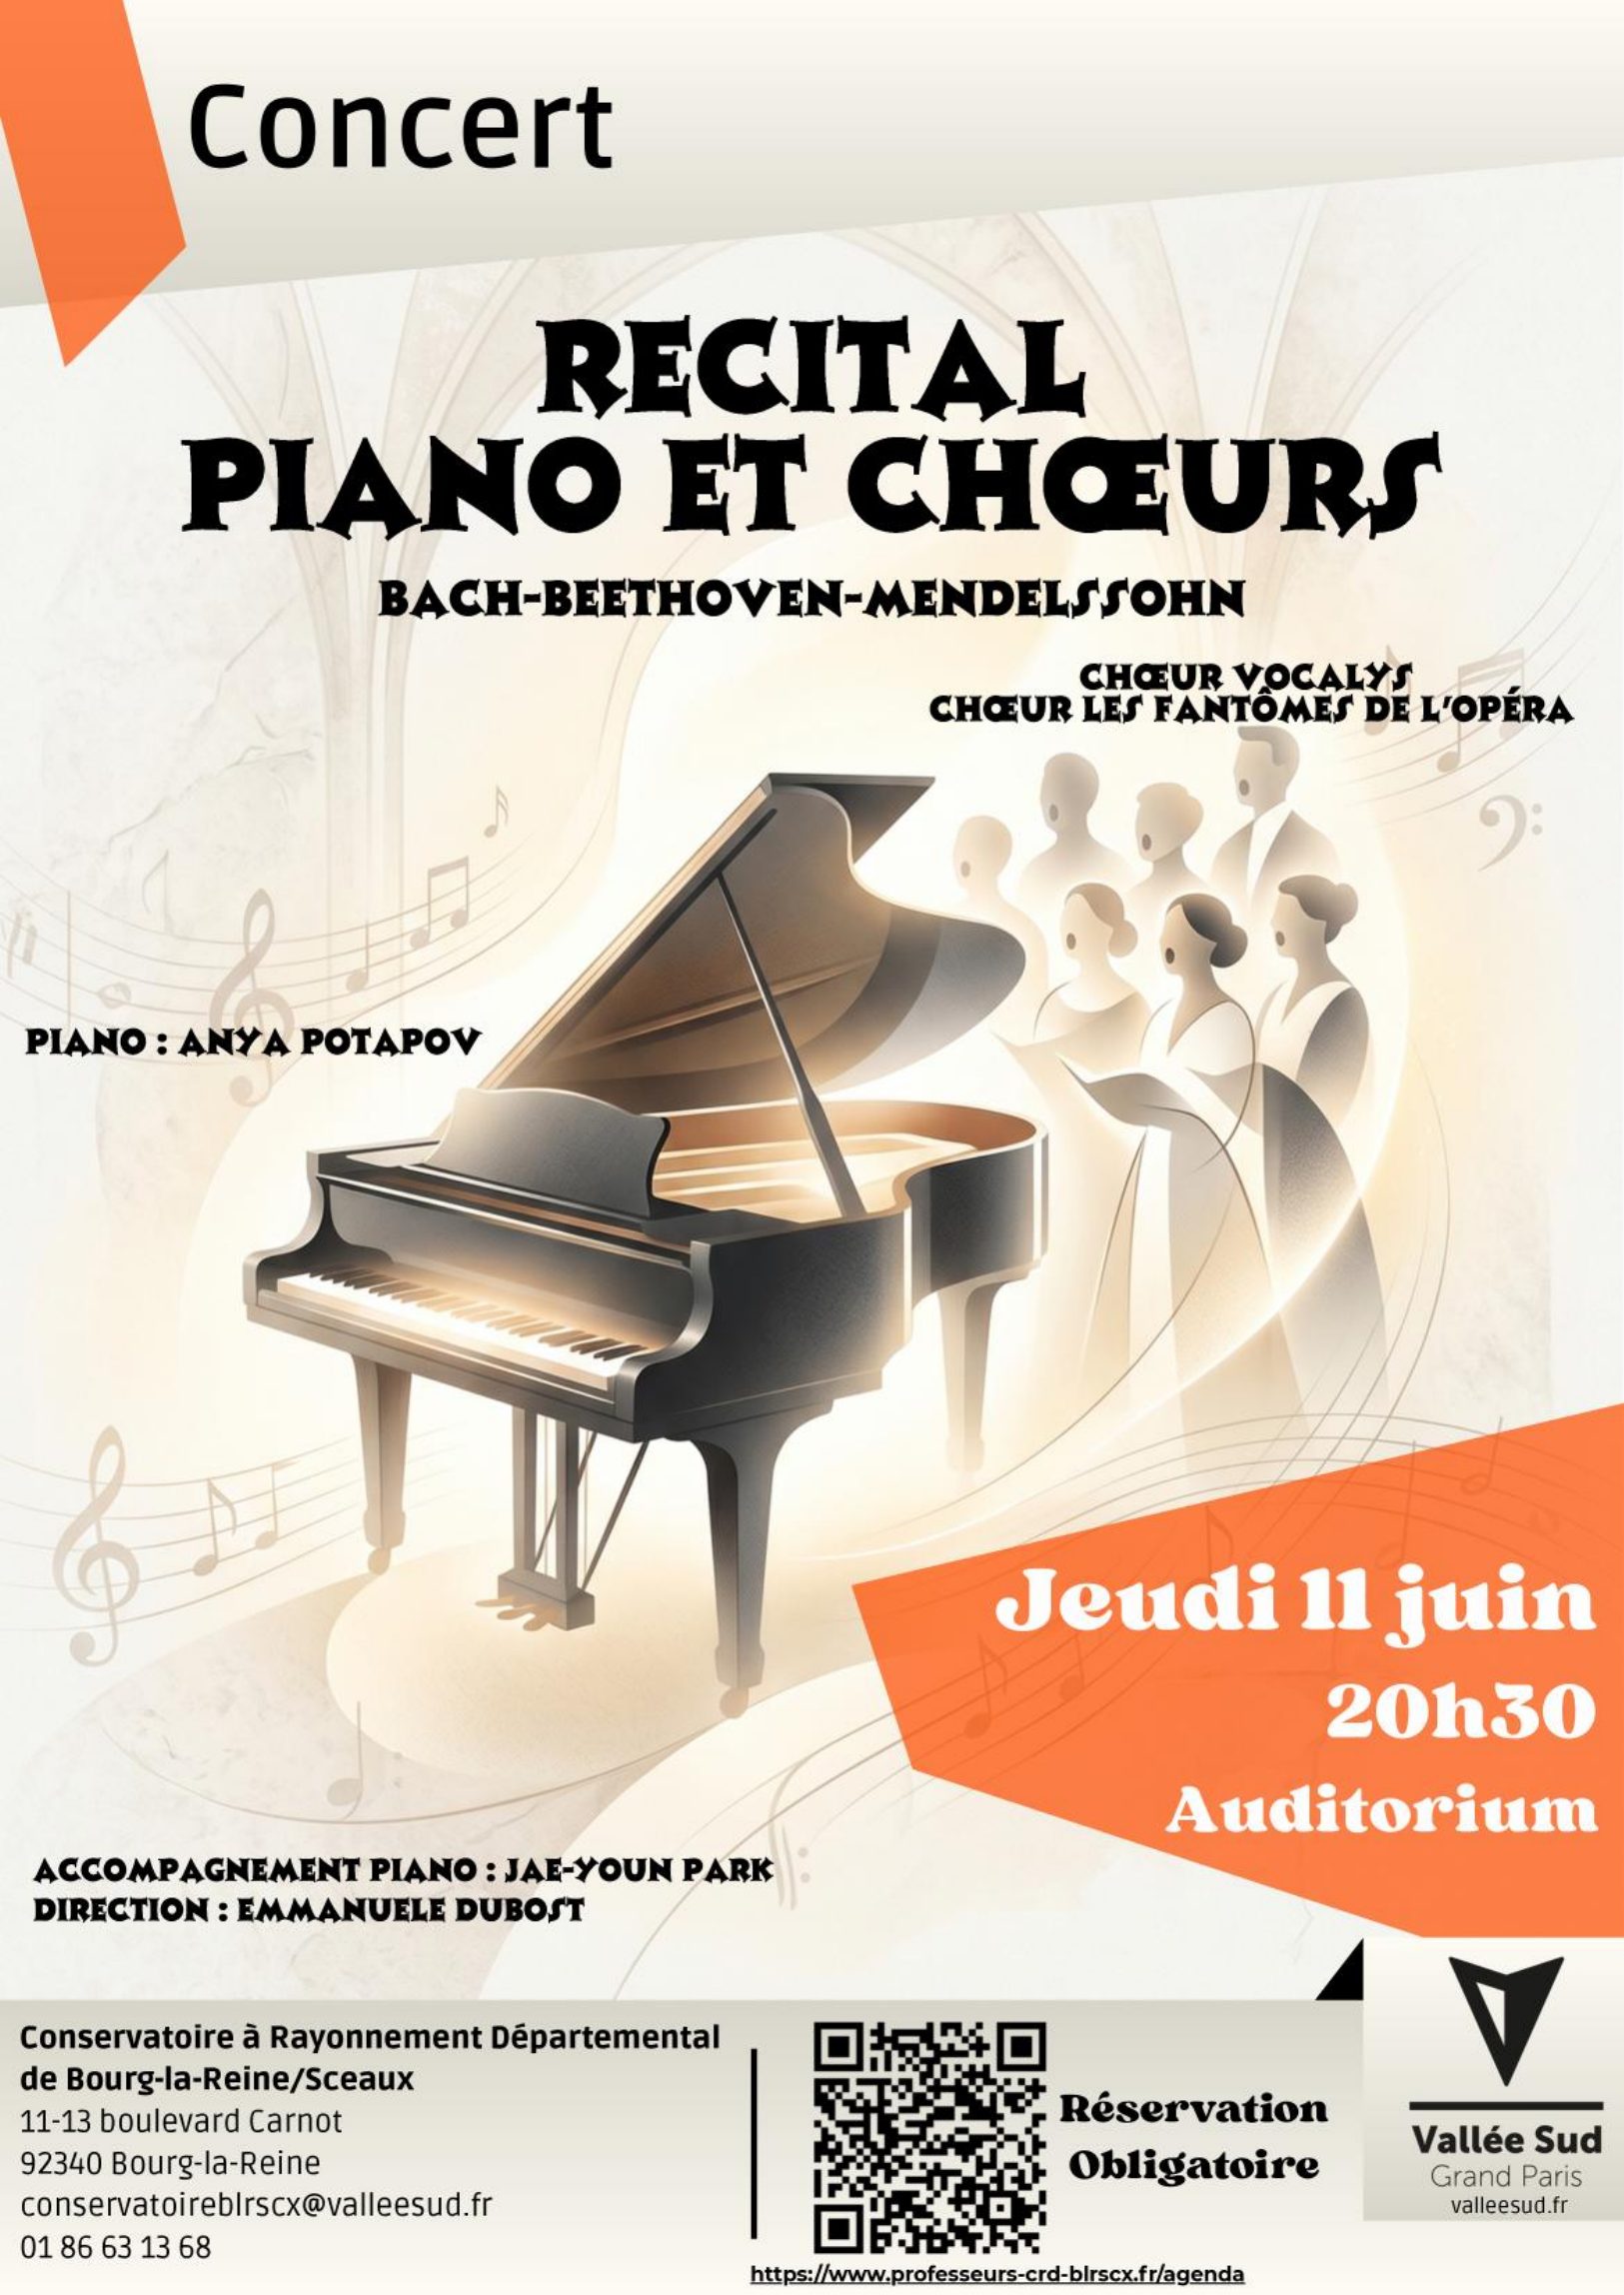 Concert
RECITAL
PIANO ET CHŒURS
BACH-BEETHOVEN-MENDELSSOHN
CHŒUR VOCALYS
CHŒUR LES FANTÔMES DE L'OPÉRA
PIANO : ANYA POTAPOV
Jeudi 11 juin
20h30
Auditorium
ACCOMPAGNEMENT PIANO : JAE-YOUN PARK
DIRECTION : EMMANUELE DUBOST
Conservatoire à Rayonnement Départemental
de Bourg-la-Reine/Sceaux
11-13 boulevard Carnot
92340 Bourg-la-Reine
conservatoireblrscx@valleesud.fr
01 86 63 13 68
Réservation
Obligatoire
https://www.professeurs-crd-blrscx.fr/agenda
Vallée Sud
Grand Paris
valleesud.fr